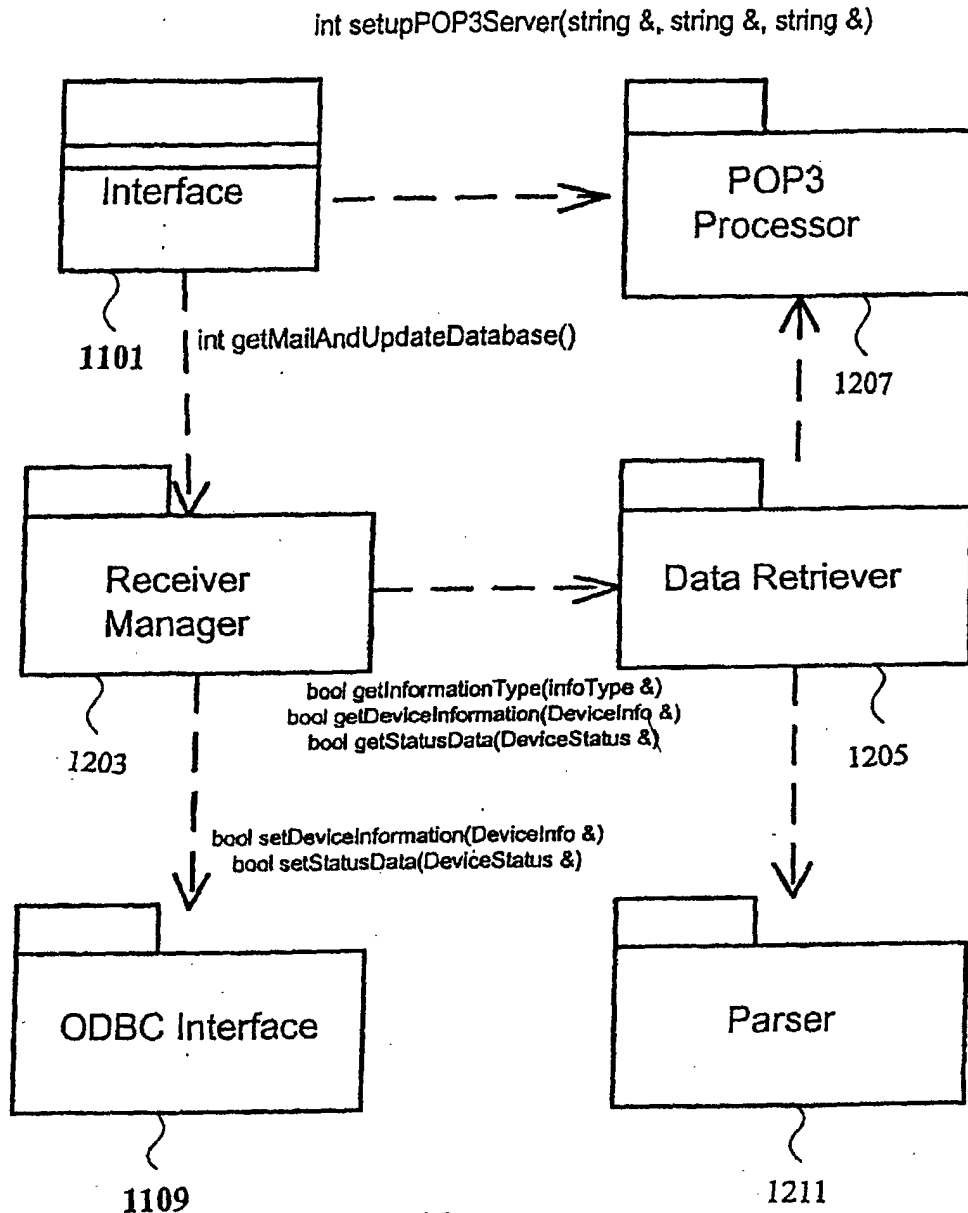 int setupPOP3Server(string &, string &, string &)
Interface
POP3
Processor
1101
int getMailAndUpdateDatabase()
1207
Receiver
Manager
Data Retriever
bool getInformationType(infoType &)
bool getDeviceInformation(DeviceInfo &)
bool getStatusData(DeviceStatus &)
1203
1205
bool setDeviceInformation(DeviceInfo &)
bool setStatusData(DeviceStatus &)
ODBC Interface
Parser
1109
1211